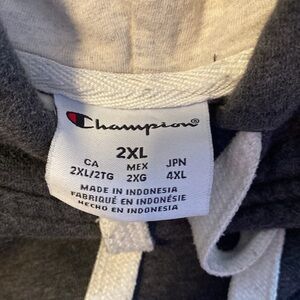 Champion®
2XL
CA MEX JPN
2XL/2TG 2XG 4XL
MADE IN INDONESIA
FABRIQUÉ EN INDONÉSIE
HECHO EN INDONESIA